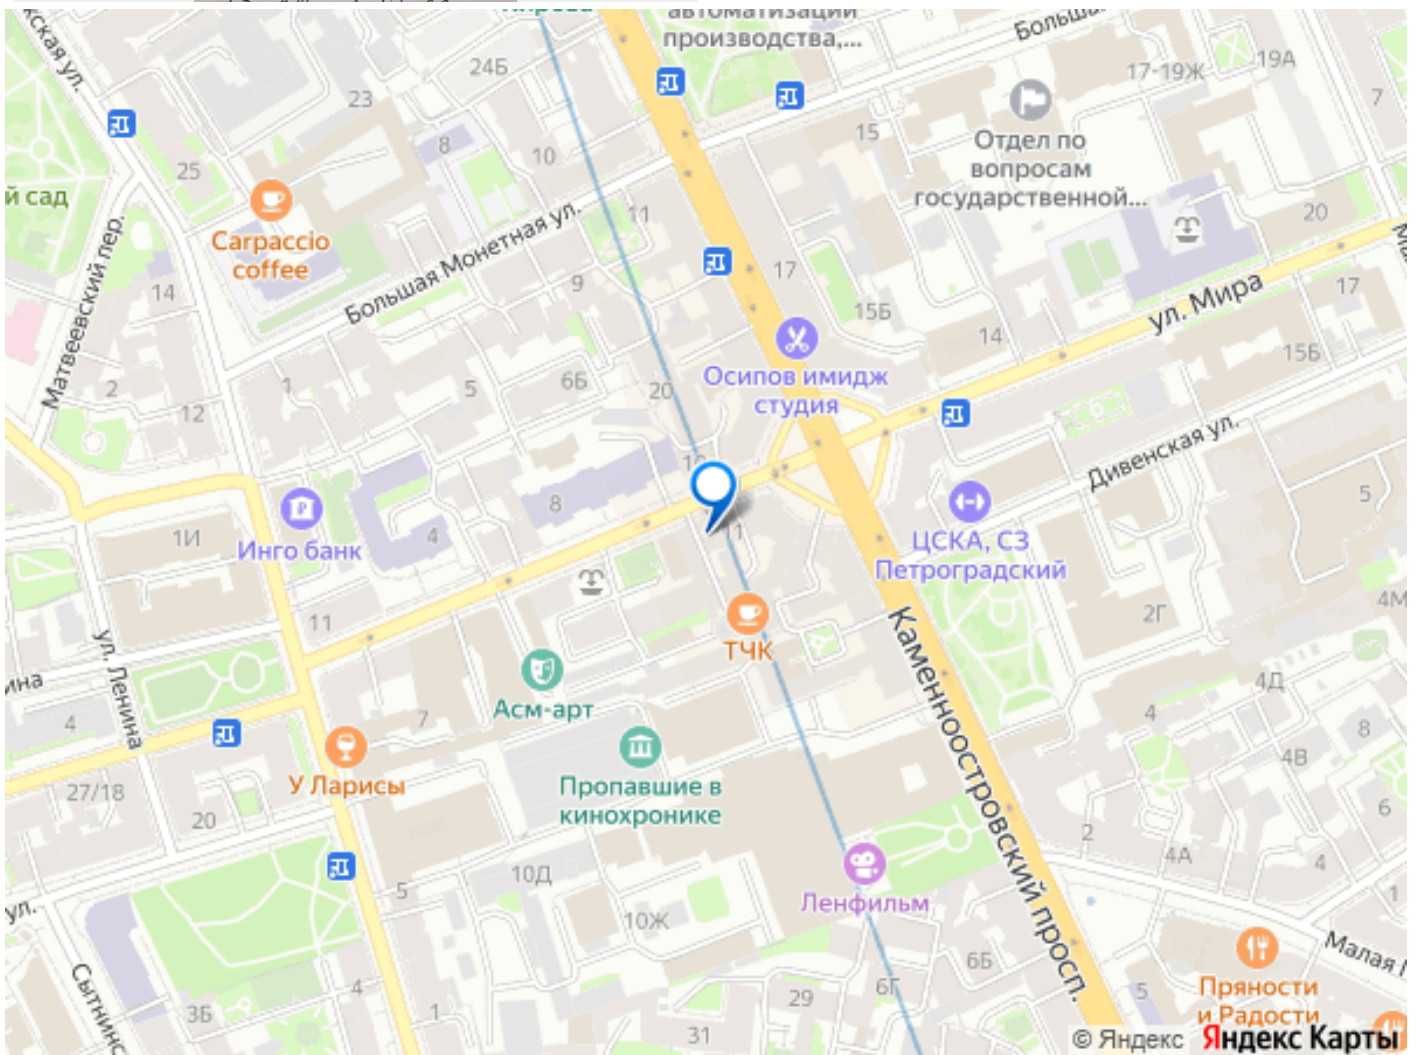 автоматизации
производства,...
Большая
24Б
17-19Ж
19А
23
7
8
15
10
25
Отдел по
вопросам
государственной...
й сад
Carpaccio
coffee
11
20
Большая Монетная ул.
Матвеевский пер.
14
9
17
ул. Мира
17
15Б
14
15Б
Осипов имидж
студия
2
12
1
5
6Б
20
Дивенская ул.
5
8
1И
4
Инго банк
11
ЦСКА, СЗ
Петроградский
11
2Г
4М
ТЧК
ул. Ленина
Каменноостровский просп.
4Д
Асм-арт
4
7
4
8
4В
У Ларисы
Пропавшие в
кинохронике
27/18
20
6
2
4А
4
5
10Д
Ленфильм
1
ул.
10Ж
6Б
Малая
Сытнинс
4
6Г
5
Пряности
и Радости
3Б
1
29
31
© Яндекс Яндекс Карты